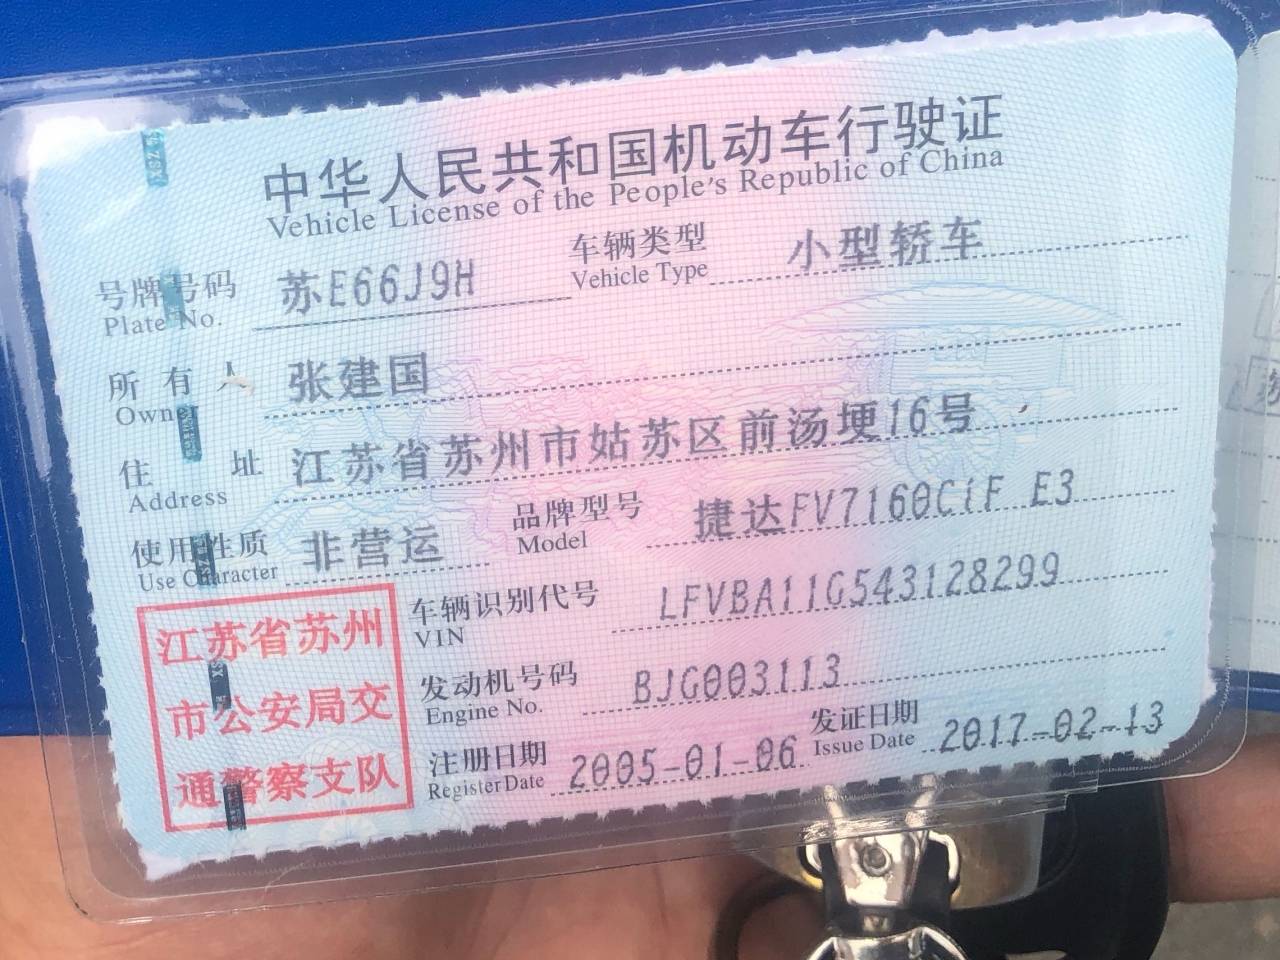 中华人民共和国机动车行驶证
Vehicle License of the People's Republic of China
号牌号码 苏E66J9H 车辆类型 小型轿车
Plate No. Vehicle Type
所有人 张建国
Owner
住址 江苏省苏州市姑苏区前汤埂16号
Address
使用性质 非营运 品牌型号 捷达FV7160CiF E3
Use Character Model
江苏省苏州
市公安局交
通警察支队
车辆识别代号 LFVBA11G543128299
VIN
发动机号码 BJG003113
Engine No.
注册日期 2005-01-06 发证日期 2017-02-13
Register Date Issue Date